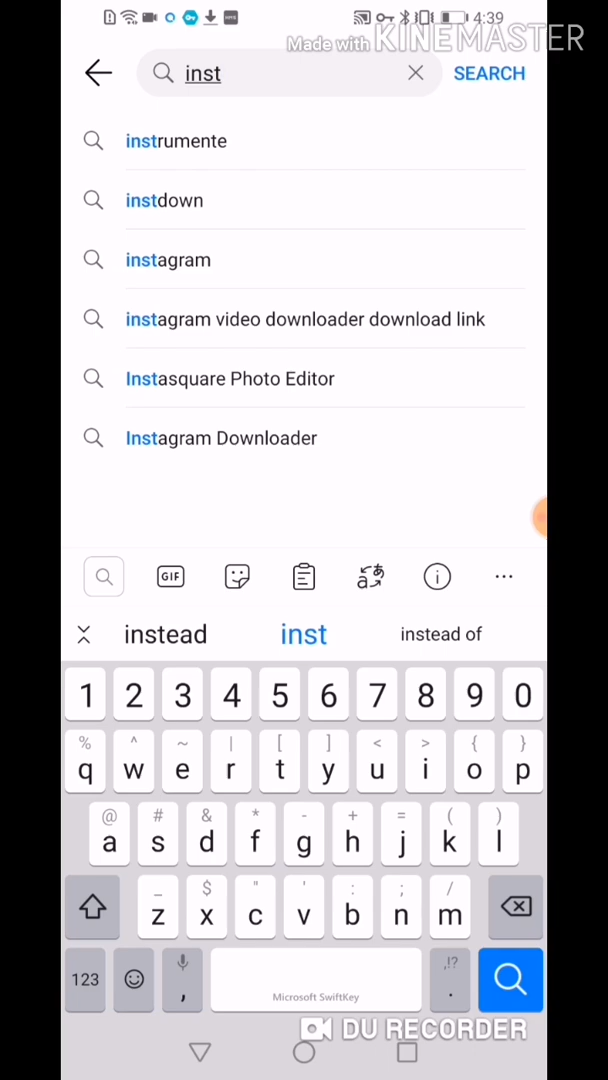 4:39
Made with KINEMASTER
inst
SEARCH
instrumente
instdown
instagram
instagram video downloader download link
Instasquare Photo Editor
Instagram Downloader
GIF
instead inst instead of
1 2 3 4 5 6 7 8 9 0
% ^ ~ | [ ] < > { }
q w e r t y u i o p
@ # & * - + = ( )
a s d f g h j k l
_ $ " ' : ; /
z x c v b n m
,!?
123 , Microsoft SwiftKey .
DU RECORDER